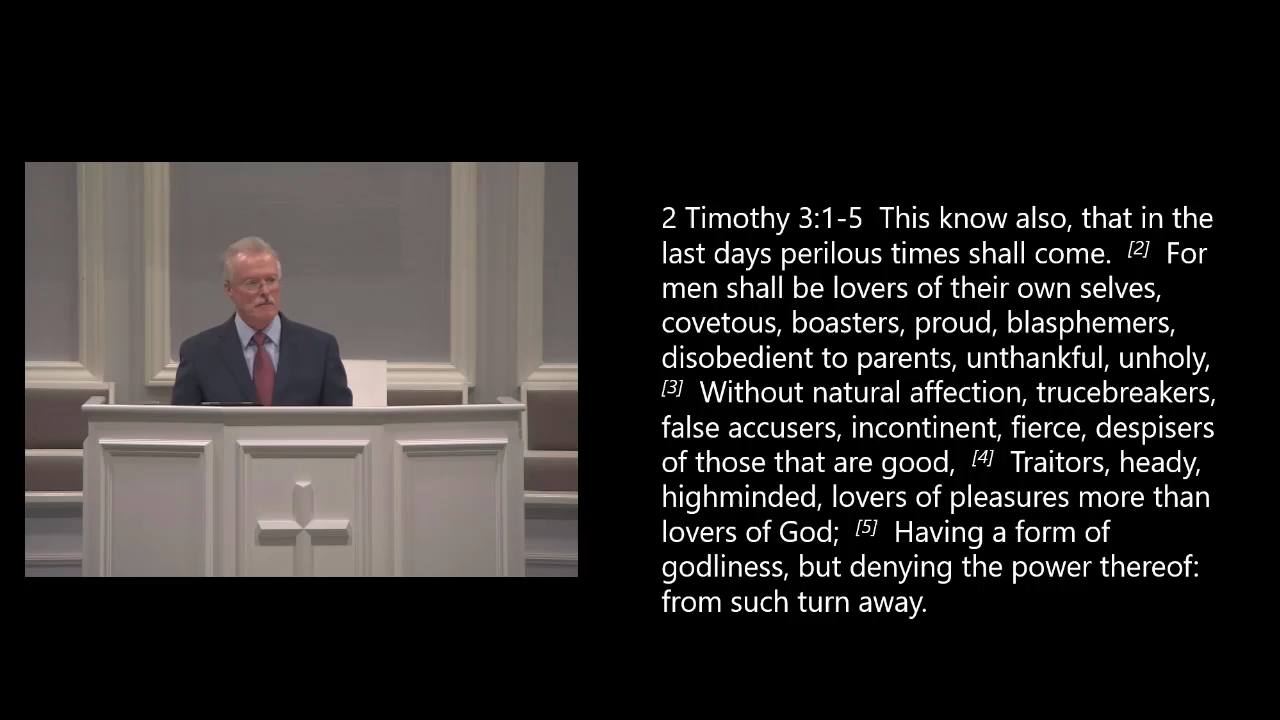 2 Timothy 3:1-5  This know also, that in the
last days perilous times shall come.  [2]  For
men shall be lovers of their own selves,
covetous, boasters, proud, blasphemers,
disobedient to parents, unthankful, unholy,
[3]  Without natural affection, trucebreakers,
false accusers, incontinent, fierce, despisers
of those that are good,  [4]  Traitors, heady,
highminded, lovers of pleasures more than
lovers of God;  [5]  Having a form of
godliness, but denying the power thereof:
from such turn away.